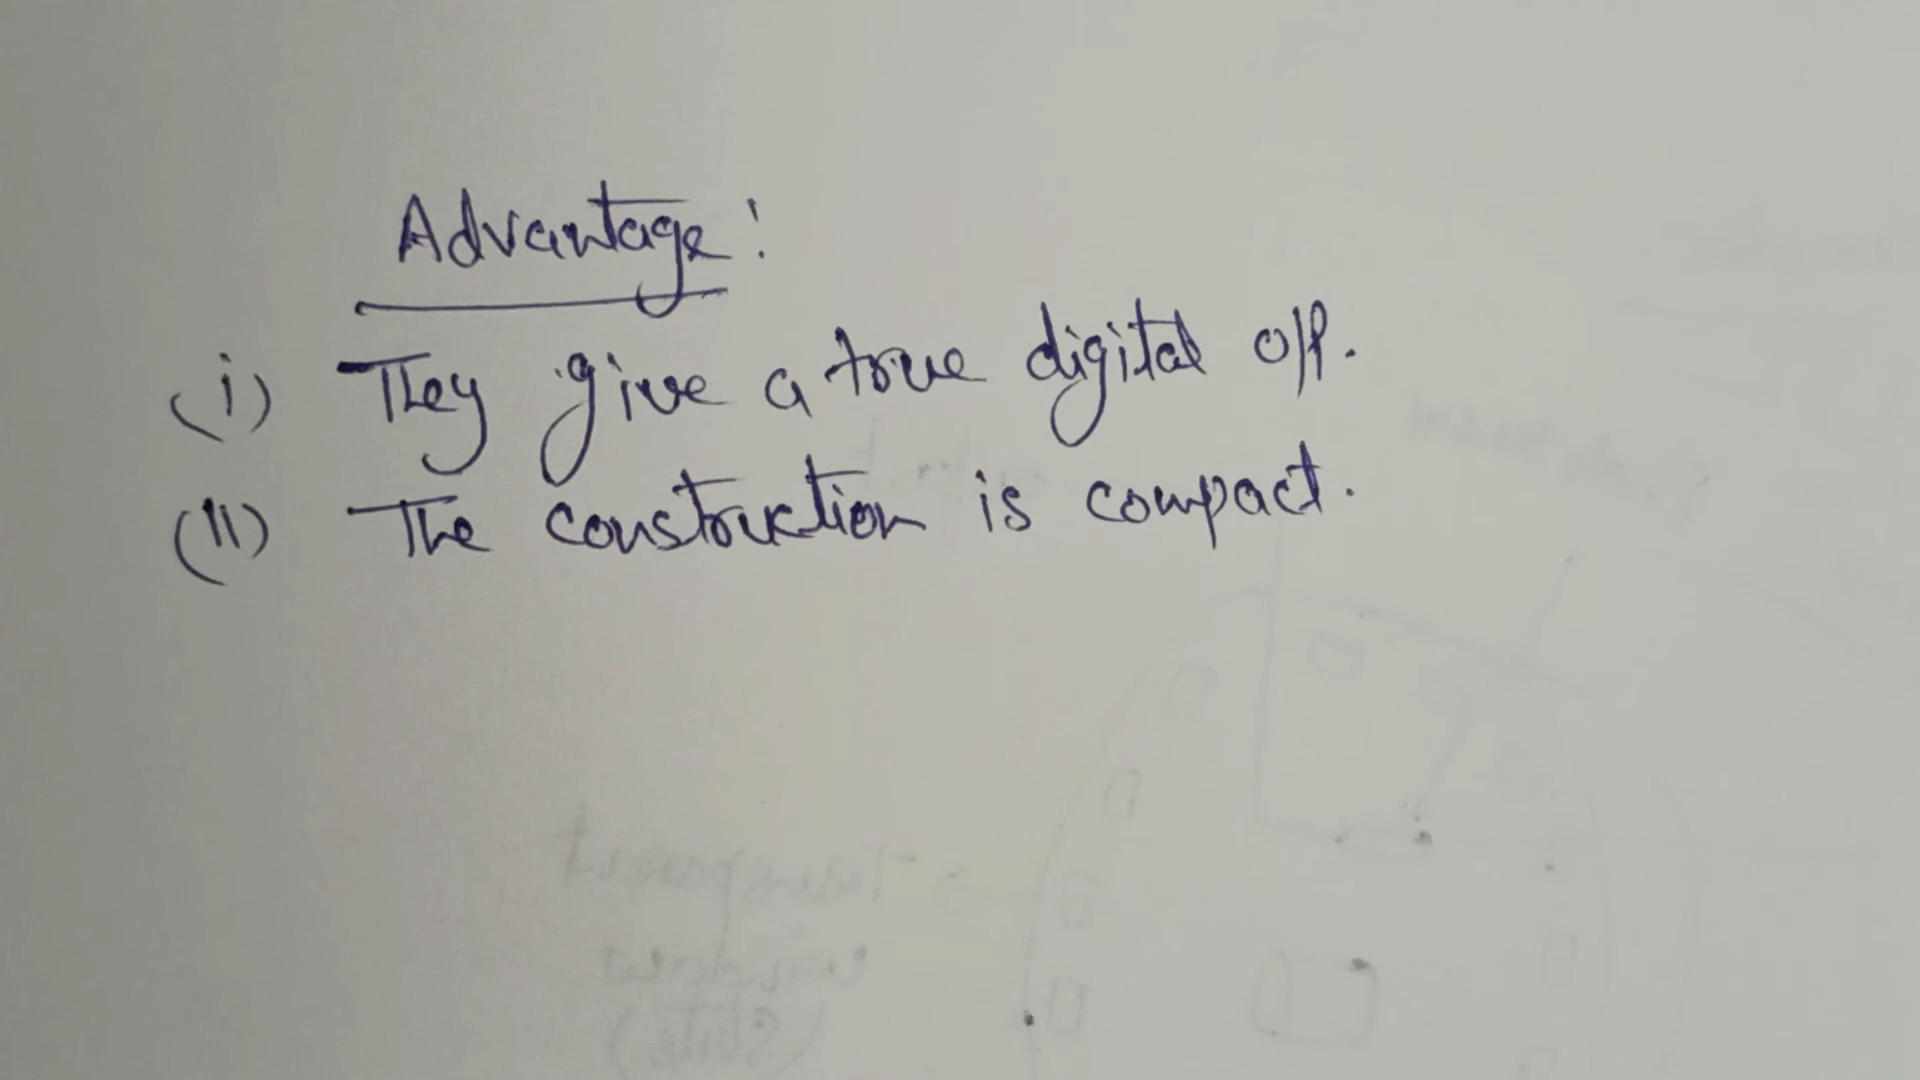 Advantage:
(i) They give a true digital o/p.
(II) The construction is compact.